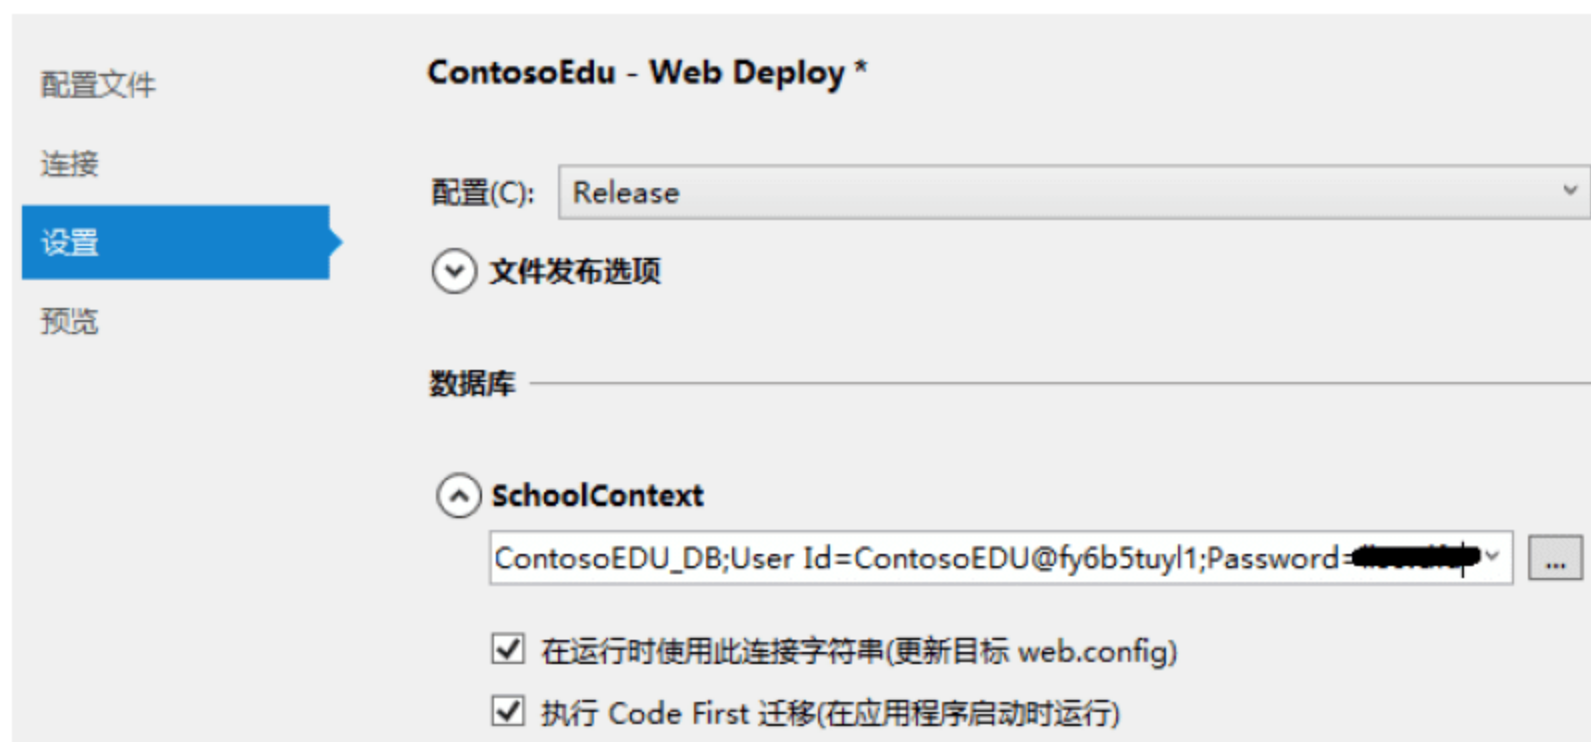 配置文件
连接
设置
预览
ContosoEdu - Web Deploy *
配置(C): Release
文件发布选项
数据库
SchoolContext
ContosoEDU_DB;User Id=ContosoEDU@fy6b5tuyl1;Password=
...
在运行时使用此连接字符串(更新目标 web.config)
执行 Code First 迁移(在应用程序启动时运行)